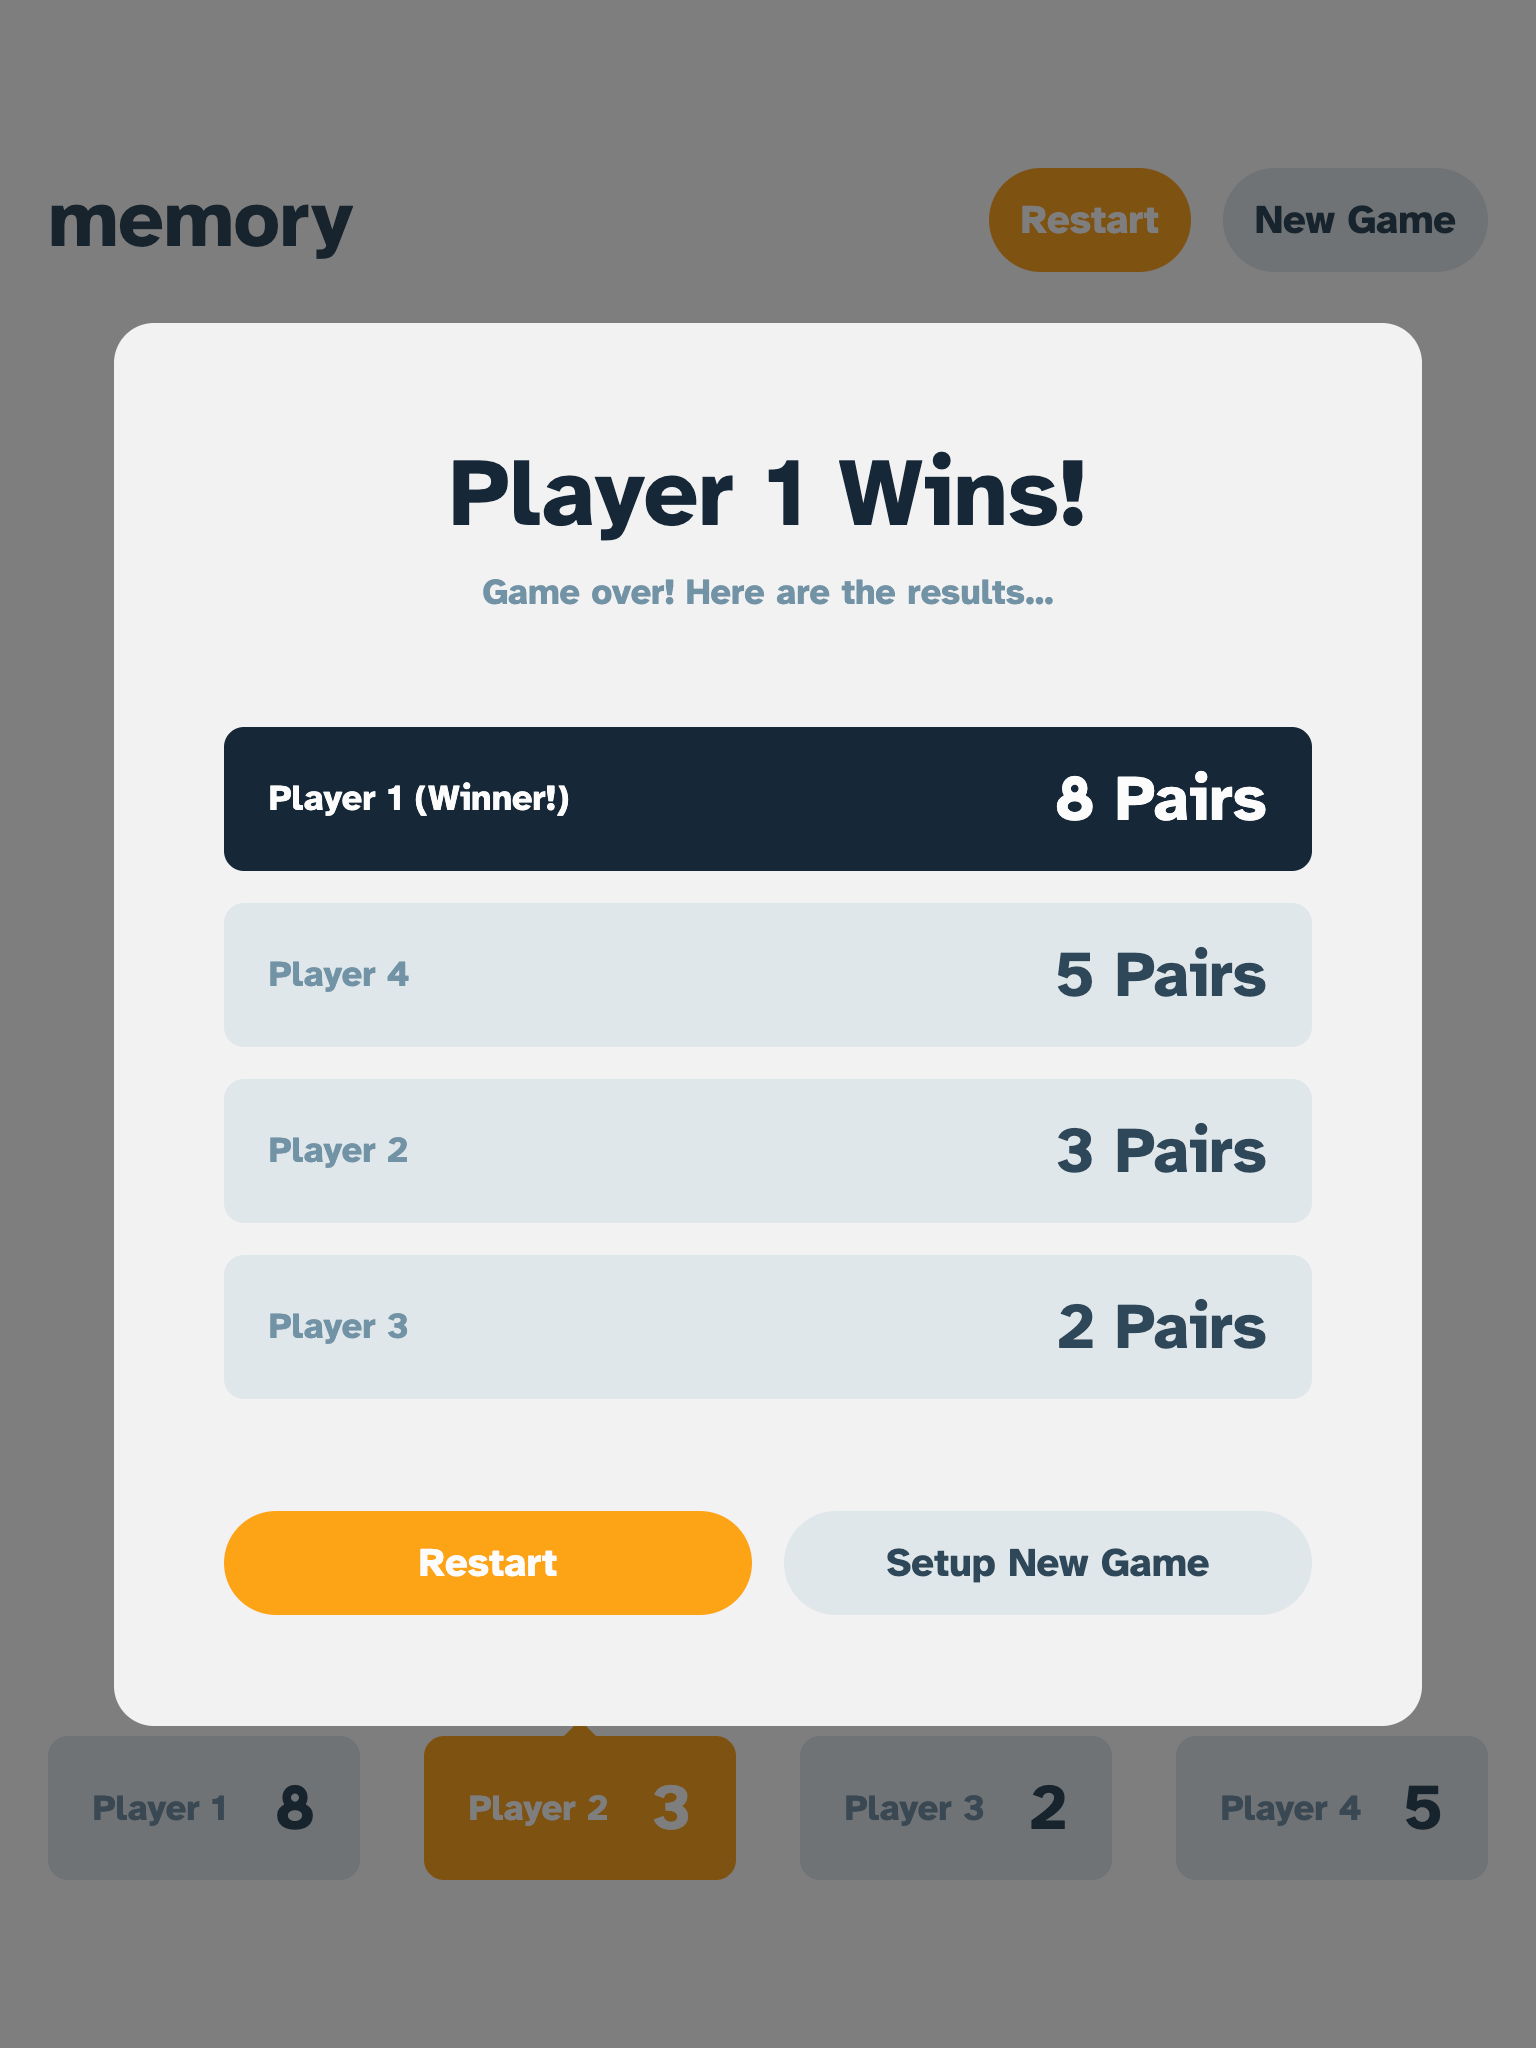 memory
Restart
New Game
Player 1 Wins!
Game over! Here are the results...
Player 1 (Winner!)
8 Pairs
Player 4
5 Pairs
Player 2
3 Pairs
Player 3
2 Pairs
Restart
Setup New Game
Player 1 8
Player 2 3
Player 3 2
Player 4 5